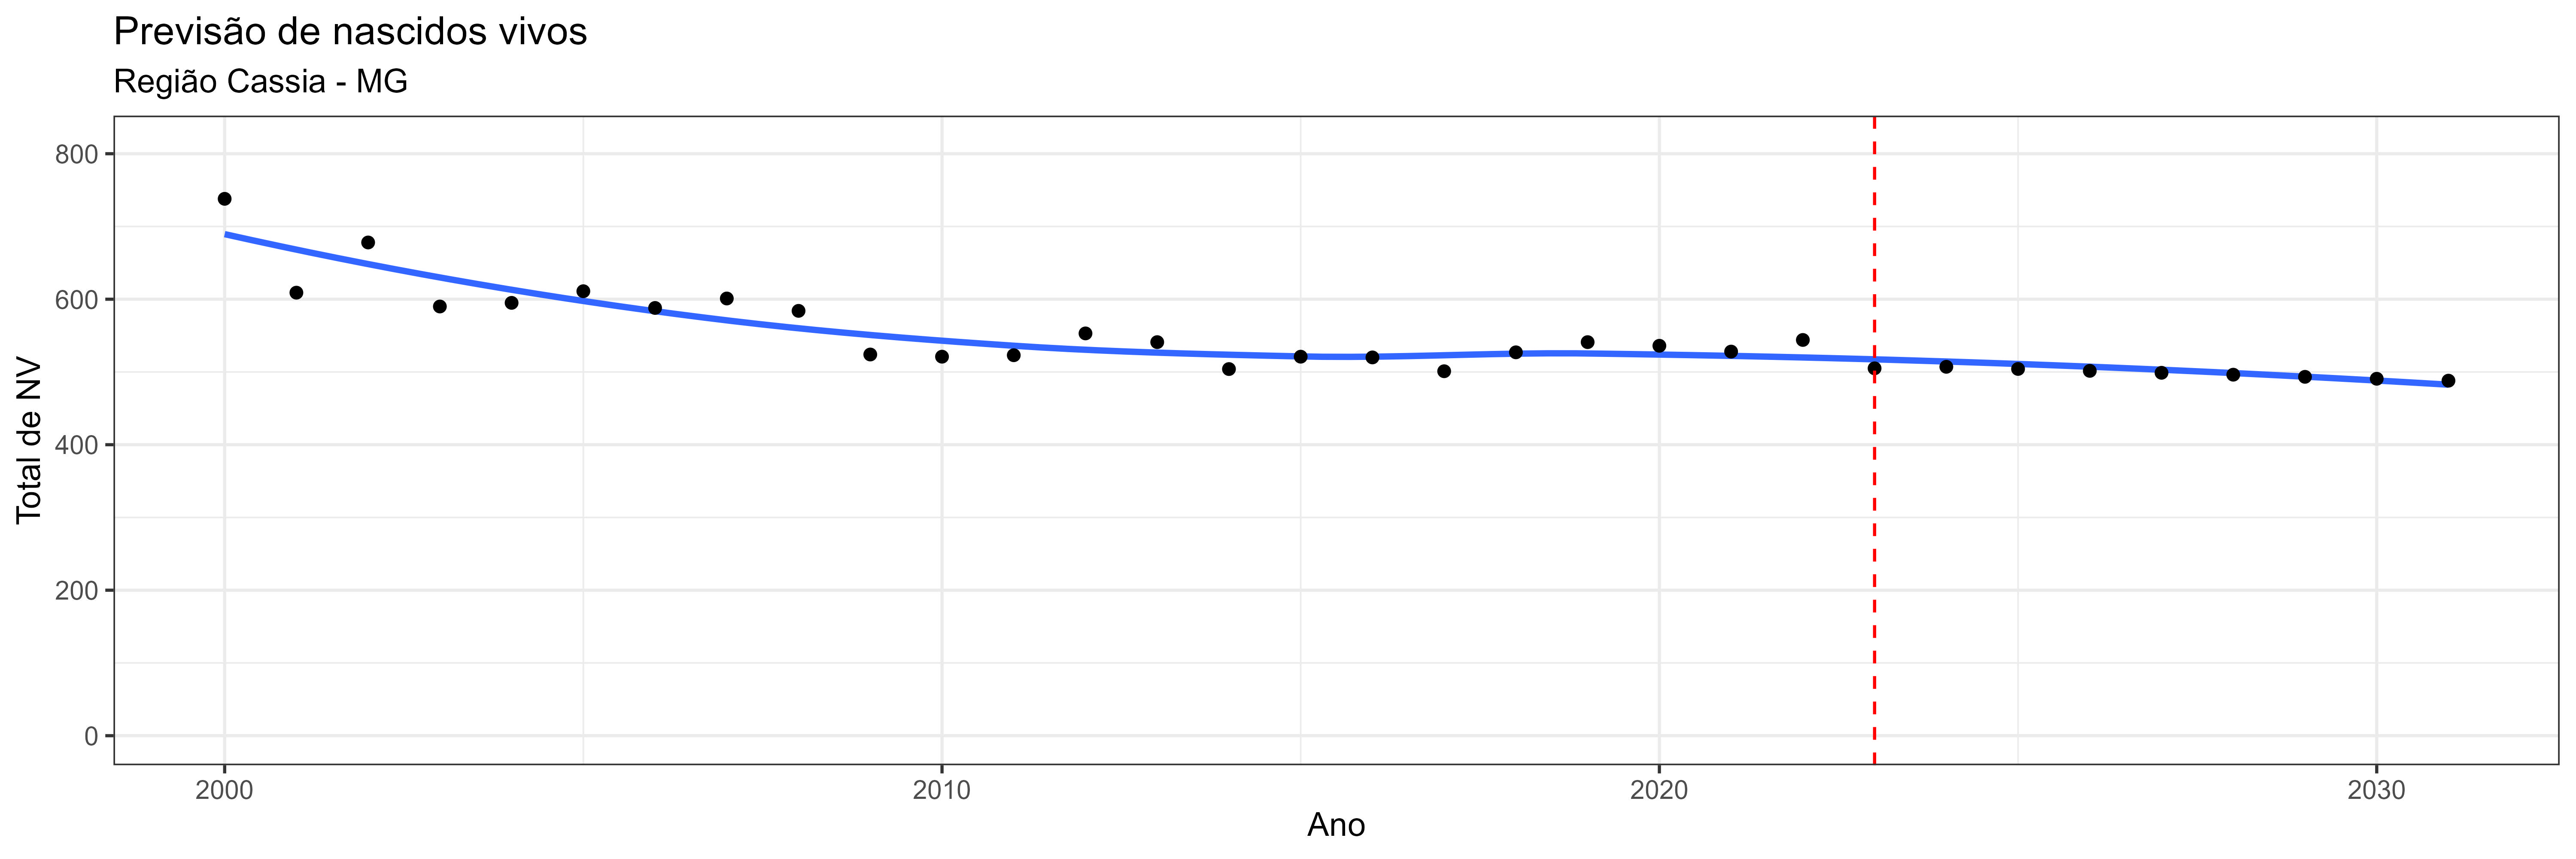 Previsão de nascidos vivos
Região Cassia - MG
Total de NV
800
600
400
200
0
2000
2010
2020
2030
Ano